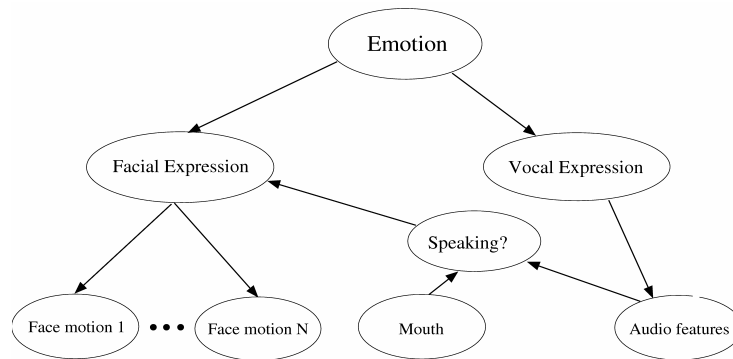 Emotion
Facial Expression
Vocal Expression
Speaking?
Face motion 1
Face motion N
Mouth
Audio features